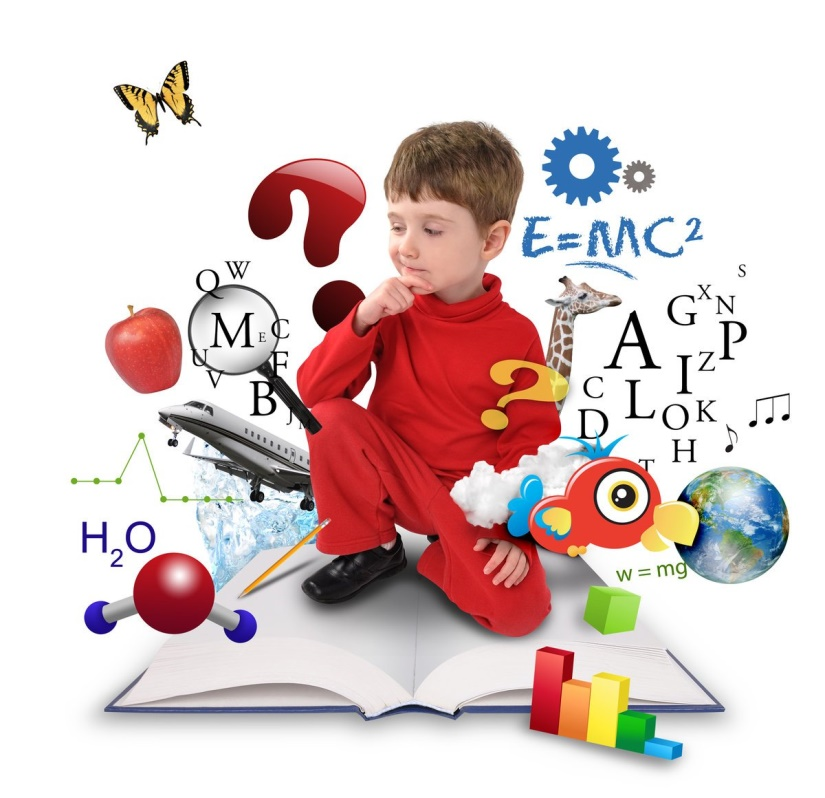 E=MC²
Q W
M E C
U V F
B J
S
G X N
A P
I Z
C L O K
D H
T
H₂O
w = mg